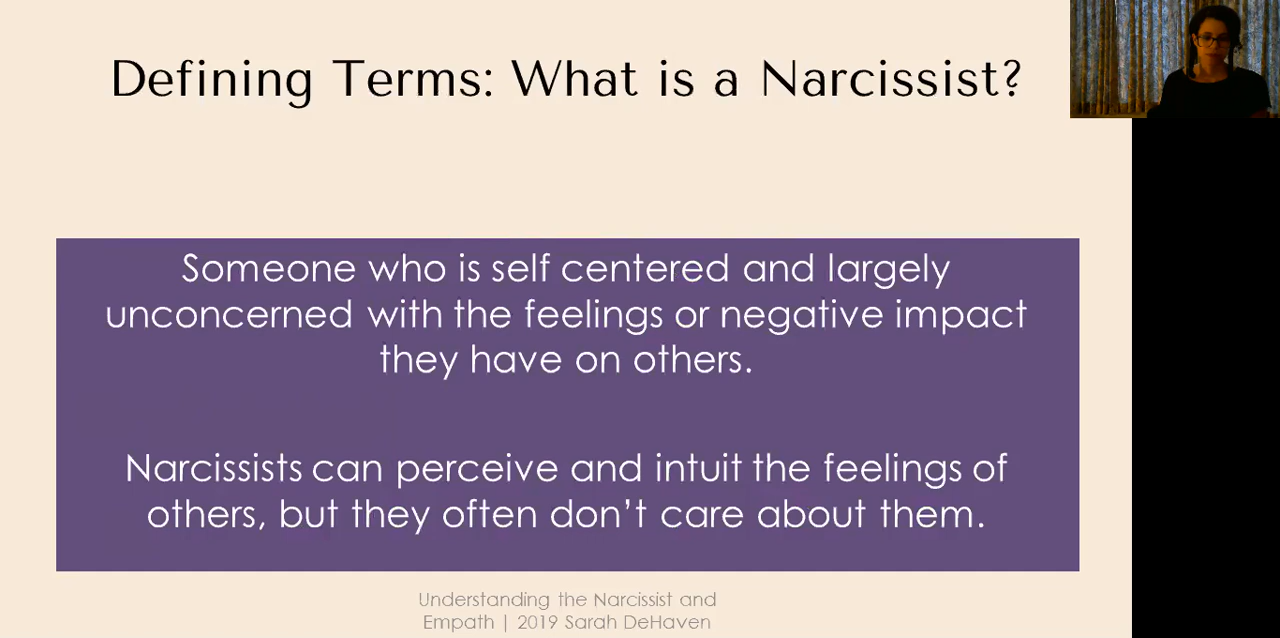 Defining Terms: What is a Narcissist?
Someone who is self centered and largely
unconcerned with the feelings or negative impact
they have on others.
Narcissists can perceive and intuit the feelings of
others, but they often don't care about them.
Understanding the Narcissist and
Empath | 2019 Sarah DeHaven